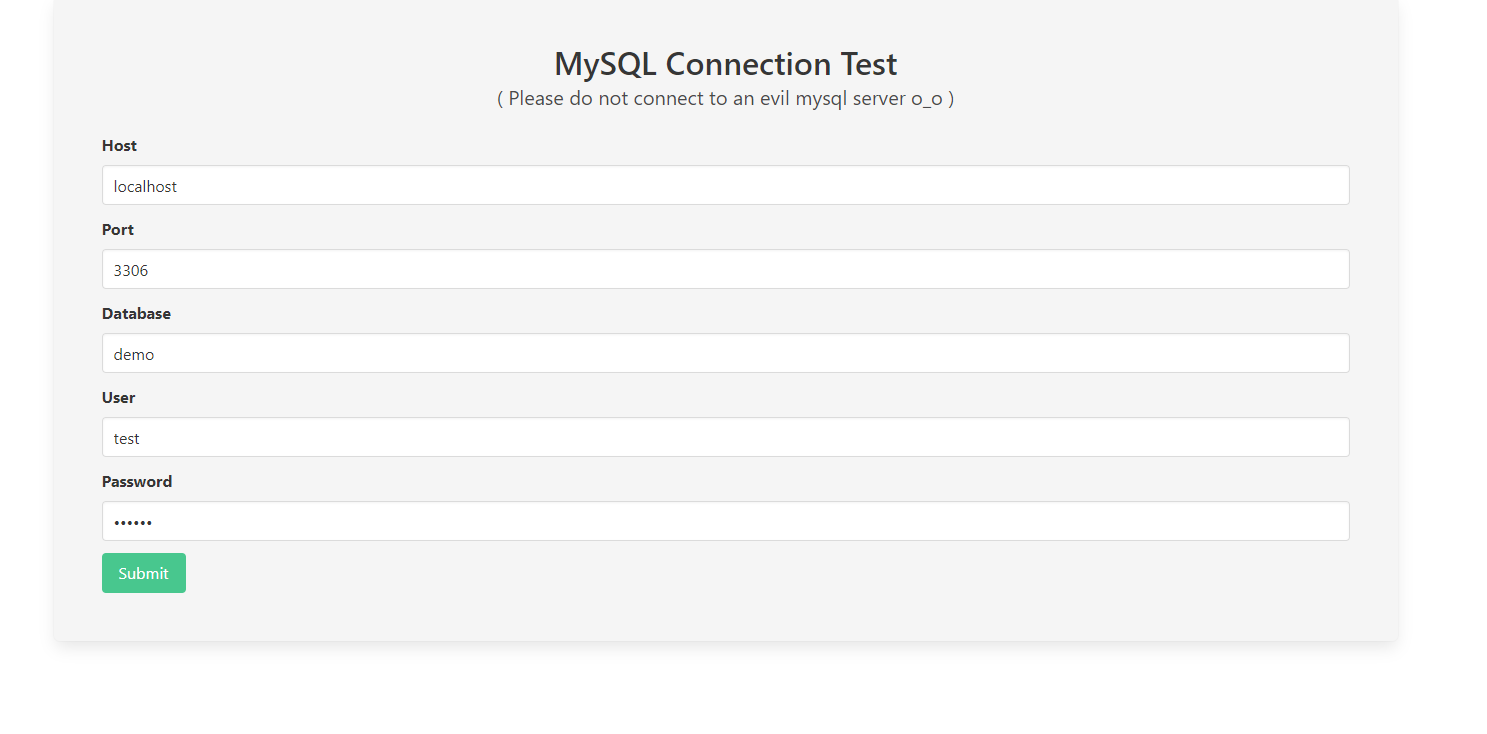 MySQL Connection Test
( Please do not connect to an evil mysql server o_o )
Host
localhost
Port
3306
Database
demo
User
test
Password
••••••
Submit